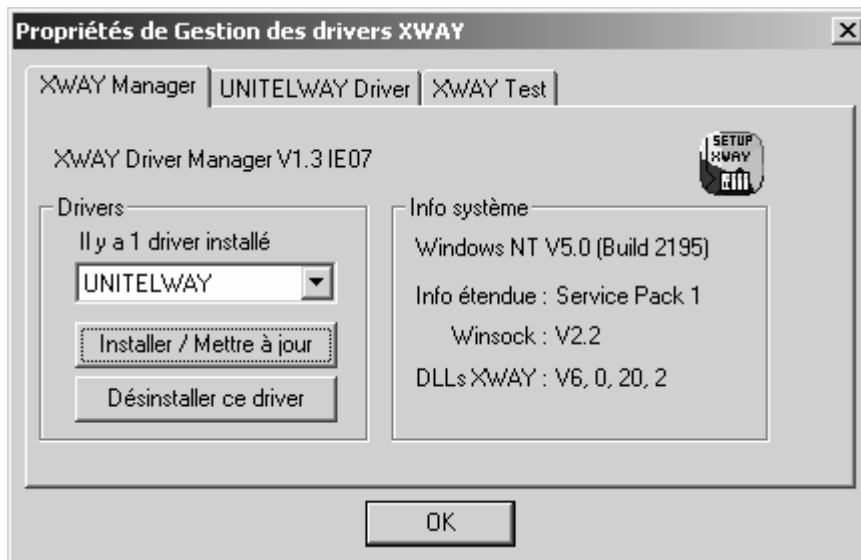 Propriétés de Gestion des drivers XWAY
XWAY Manager
UNITELWAY Driver
XWAY Test
XWAY Driver Manager V1.3 IE07
SETUP
XWAY
Drivers
Il y a 1 driver installé
UNITELWAY
Installer / Mettre à jour
Désinstaller ce driver
Info système
Windows NT V5.0 (Build 2195)
Info étendue : Service Pack 1
Winsock : V2.2
DLLs XWAY : V6, 0, 20, 2
OK